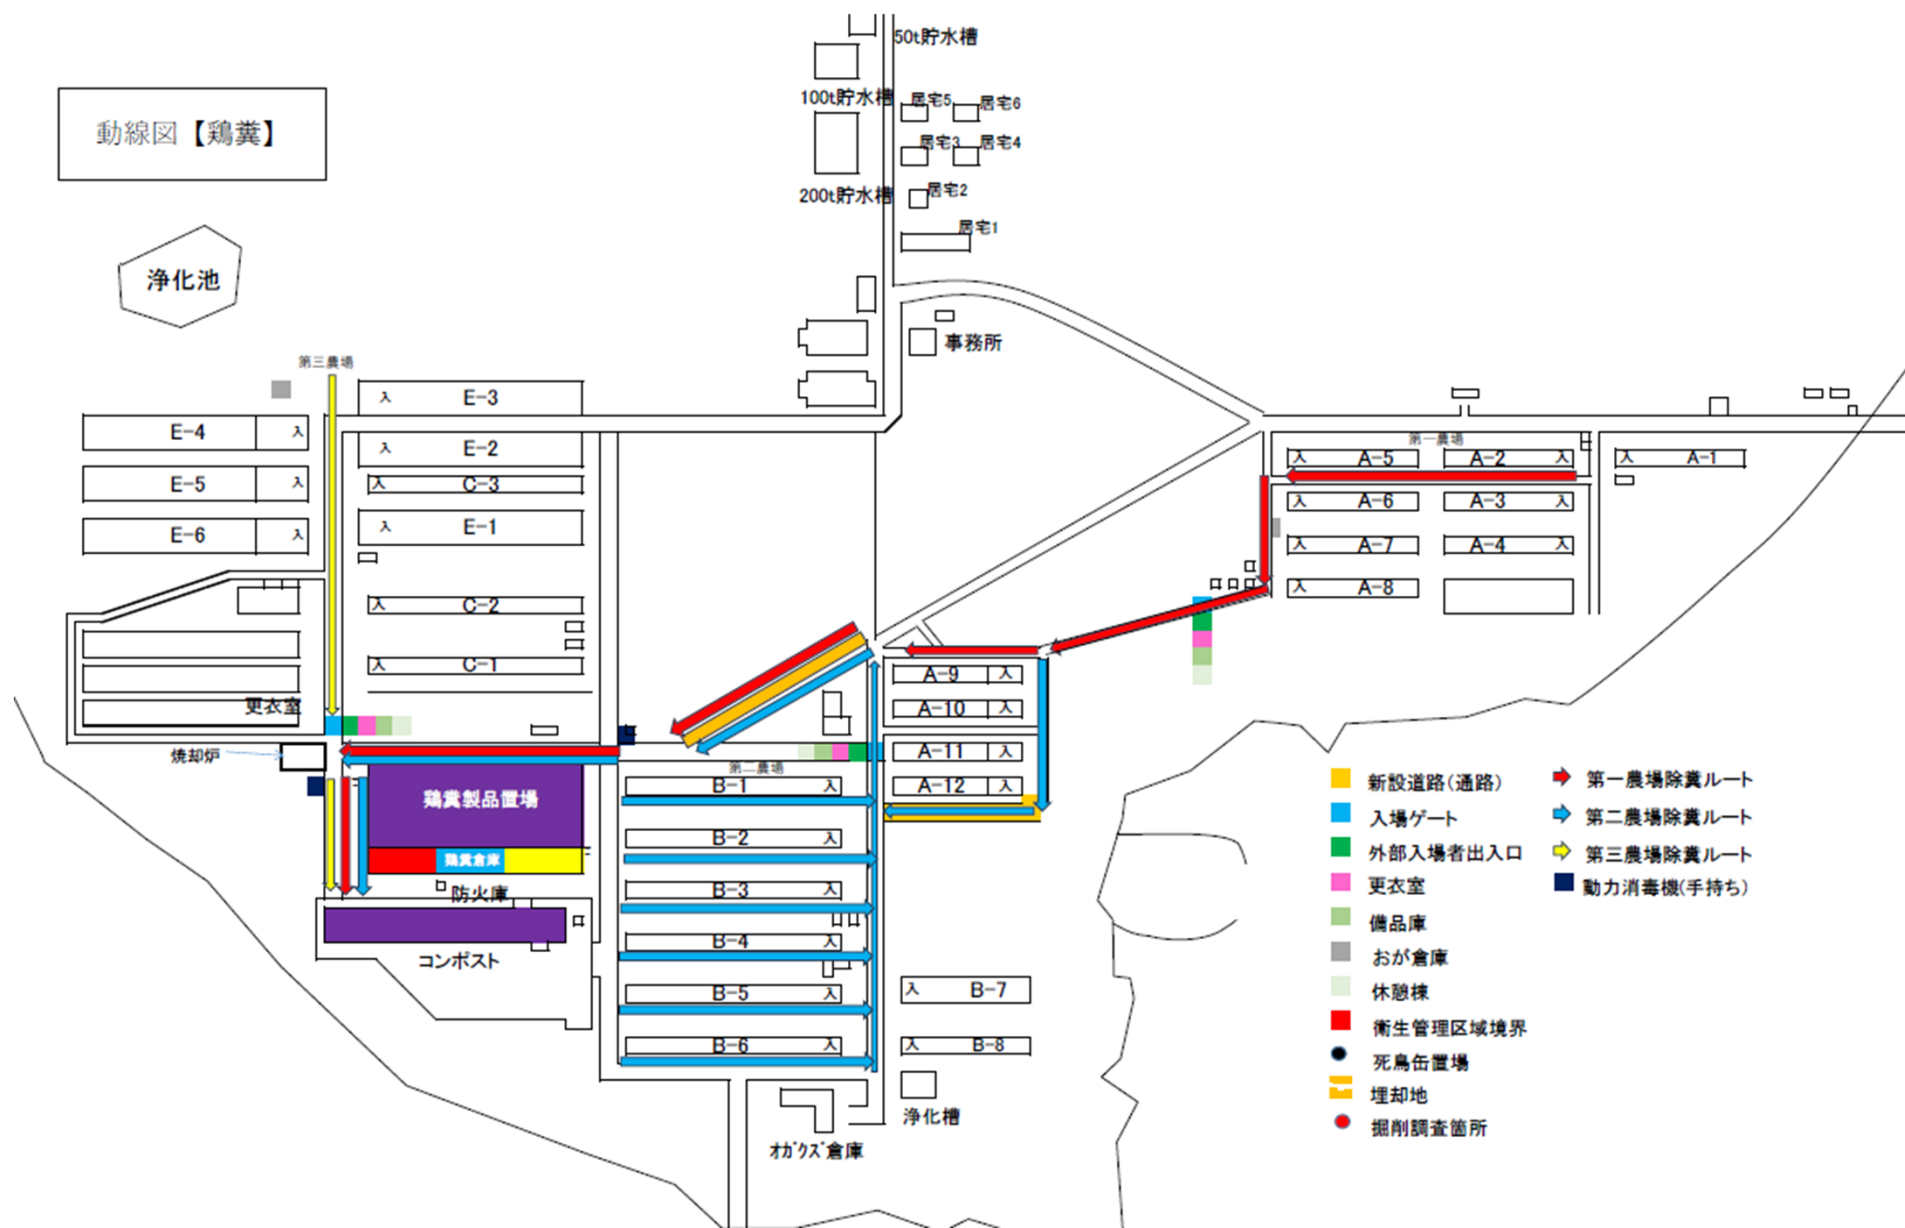 動線図【鶏糞】
50t貯水槽
100t貯水槽
居宅5
居宅6
居宅3
居宅4
200t貯水槽
居宅2
居宅1
浄化池
事務所
第三農場
入 E-3
E-4 入
入 E-2
E-5 入
入 C-3
入 E-1
E-6 入
入 C-2
入 C-1
第一農場
入 A-5
A-2 入
入 A-1
入 A-6
A-3 入
入 A-7
A-4 入
入 A-8
A-9 入
A-10 入
A-11 入
A-12 入
更衣室
焼却炉
第二農場
B-1 入
B-2 入
B-3 入
B-4 入
B-5 入
B-6 入
入 B-7
入 B-8
鶏糞製品置場
鶏糞倉庫
防火庫
コンポスト
浄化槽
オガクズ倉庫
新設道路(通路)
入場ゲート
外部入場者出入口
更衣室
備品庫
おが倉庫
休憩棟
衛生管理区域境界
死鳥缶置場
埋却地
掘削調査箇所
第一農場除糞ルート
第二農場除糞ルート
第三農場除糞ルート
動力消毒機(手持ち)